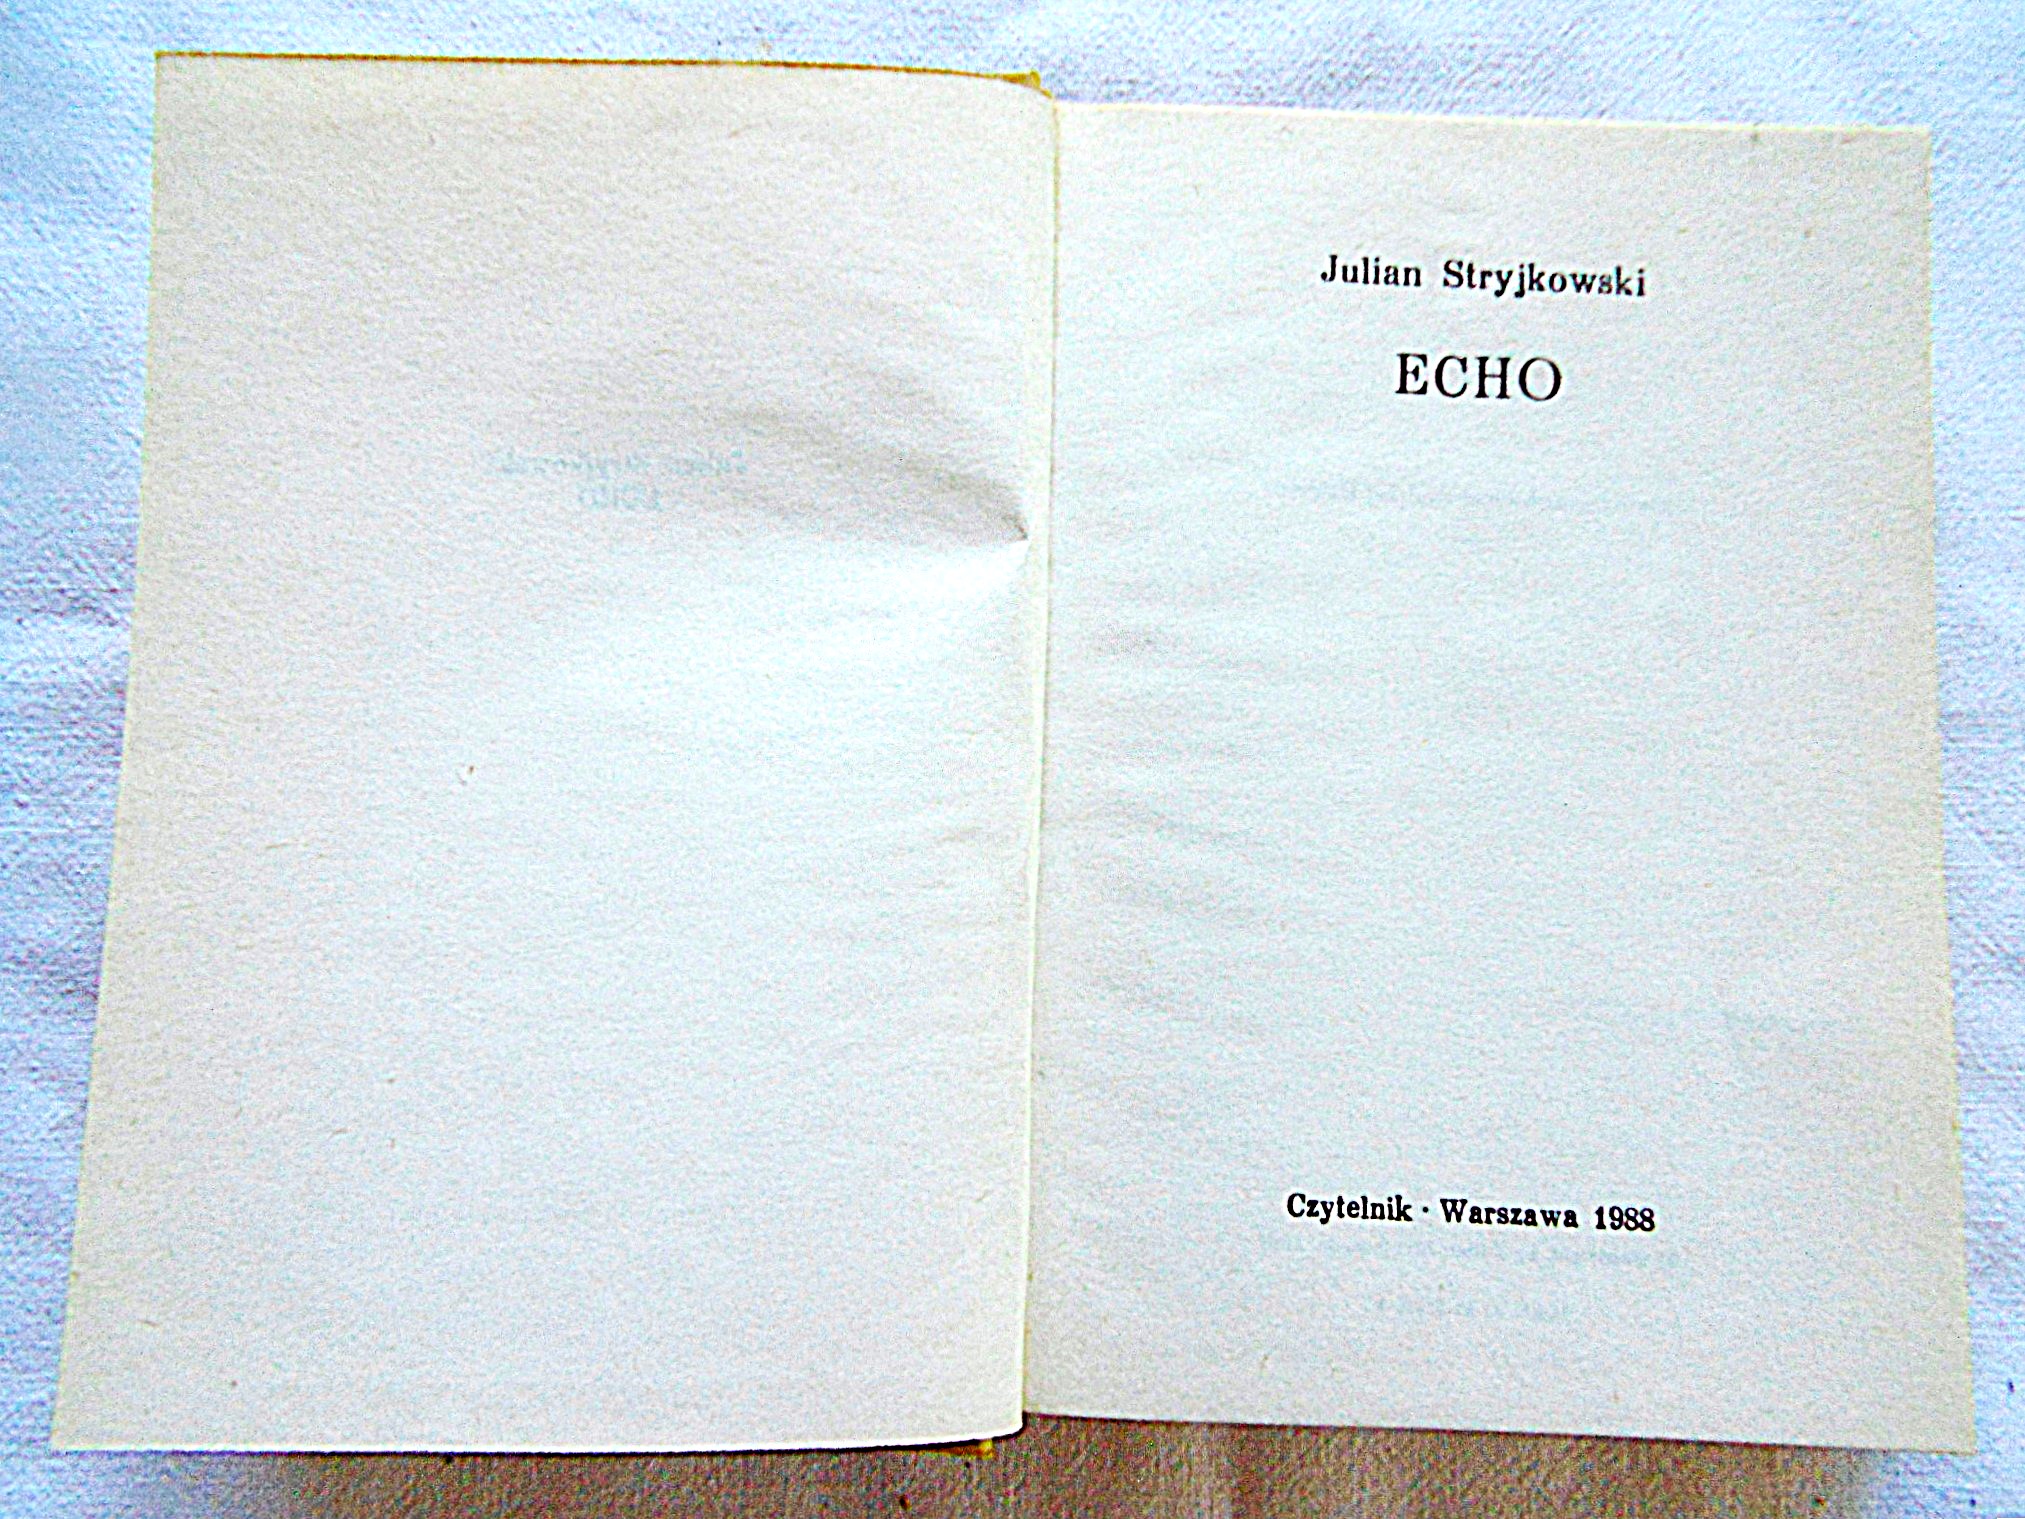 Julian Stryjkowski
ECHO
Czytelnik · Warszawa 1988